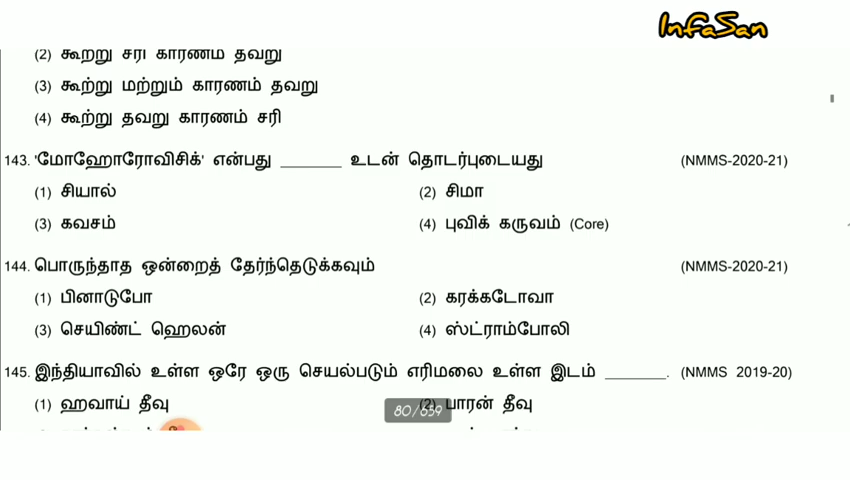 InFaSan
(2) கூற்று சரி காரணம் தவறு
(3) கூற்று மற்றும் காரணம் தவறு
(4) கூற்று தவறு காரணம் சரி
143. 'மோஹோரோவிசிக்' என்பது _______ உடன் தொடர்புடையது (NMMS-2020-21)
(1) சியால் (2) சிமா
(3) கவசம் (4) புவிக் கருவம் (Core)
144. பொருந்தாத ஒன்றைத் தேர்ந்தெடுக்கவும் (NMMS-2020-21)
(1) பினாடுபோ (2) கரக்கடோவா
(3) செயிண்ட் ஹெலன் (4) ஸ்ட்ராம்போலி
145. இந்தியாவில் உள்ள ஒரே ஒரு செயல்படும் எரிமலை உள்ள இடம் _______. (NMMS 2019-20)
(1) ஹவாய் தீவு (2) பாரன் தீவு
80/659